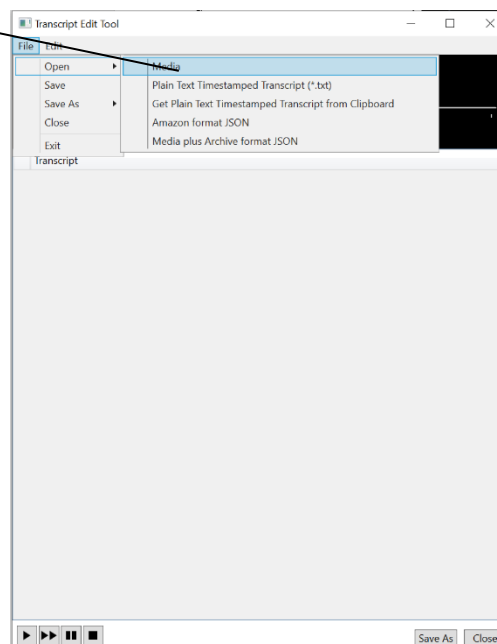 Transcript Edit Tool
File Edit
Open
Save
Save As
Close
Exit
Media
Plain Text Timestamped Transcript (*.txt)
Get Plain Text Timestamped Transcript from Clipboard
Amazon format JSON
Media plus Archive format JSON
Transcript
Save As Close